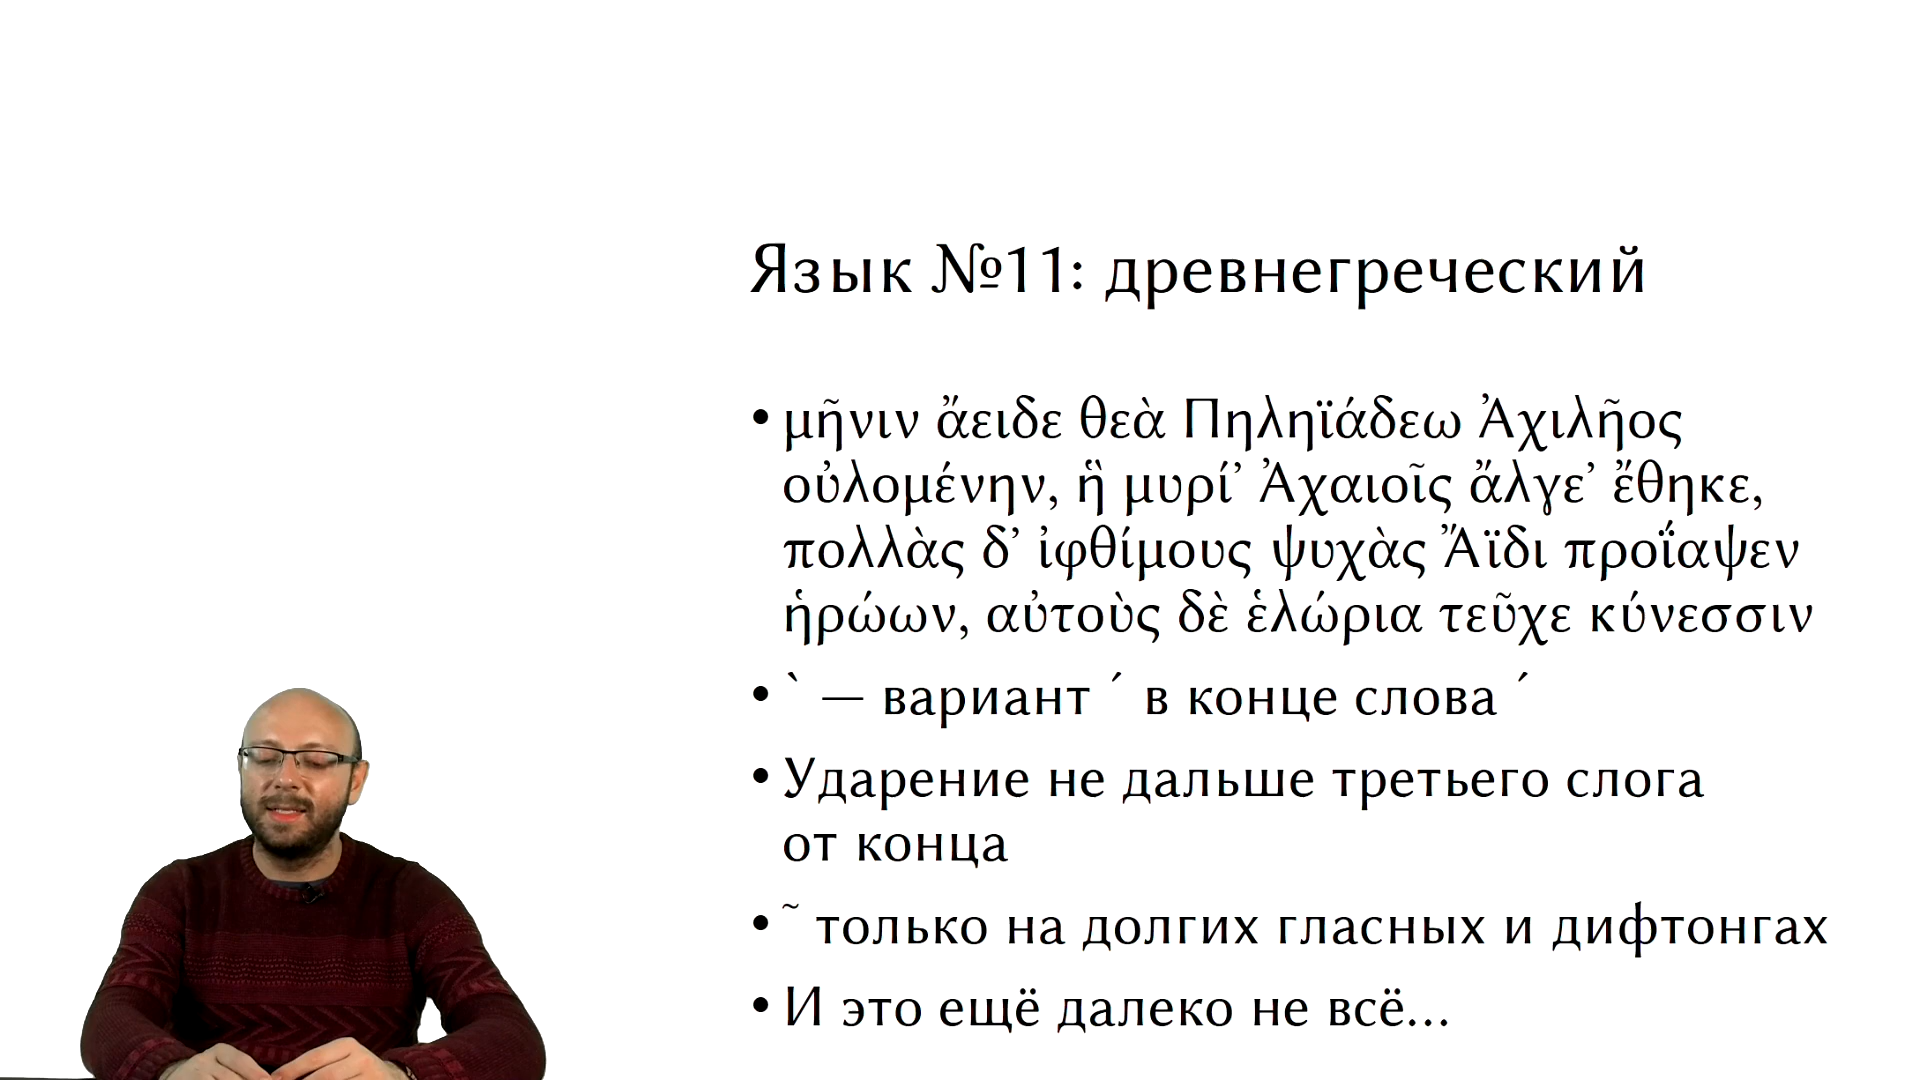 Язык №11: древнегреческий
• μῆνιν ἄειδε θεὰ Πηληϊάδεω Ἀχιλῆος
οὐλομένην, ἣ μυρί’ Ἀχαιοῖς ἄλγε’ ἔθηκε,
πολλὰς δ’ ἰφθίμους ψυχὰς Ἄϊδι προΐαψεν
ἡρώων, αὐτοὺς δὲ ἑλώρια τεῦχε κύνεσσιν
• ` — вариант ´ в конце слова ´
• Ударение не дальше третьего слога
от конца
• ˜ только на долгих гласных и дифтонгах
• И это ещё далеко не всё…